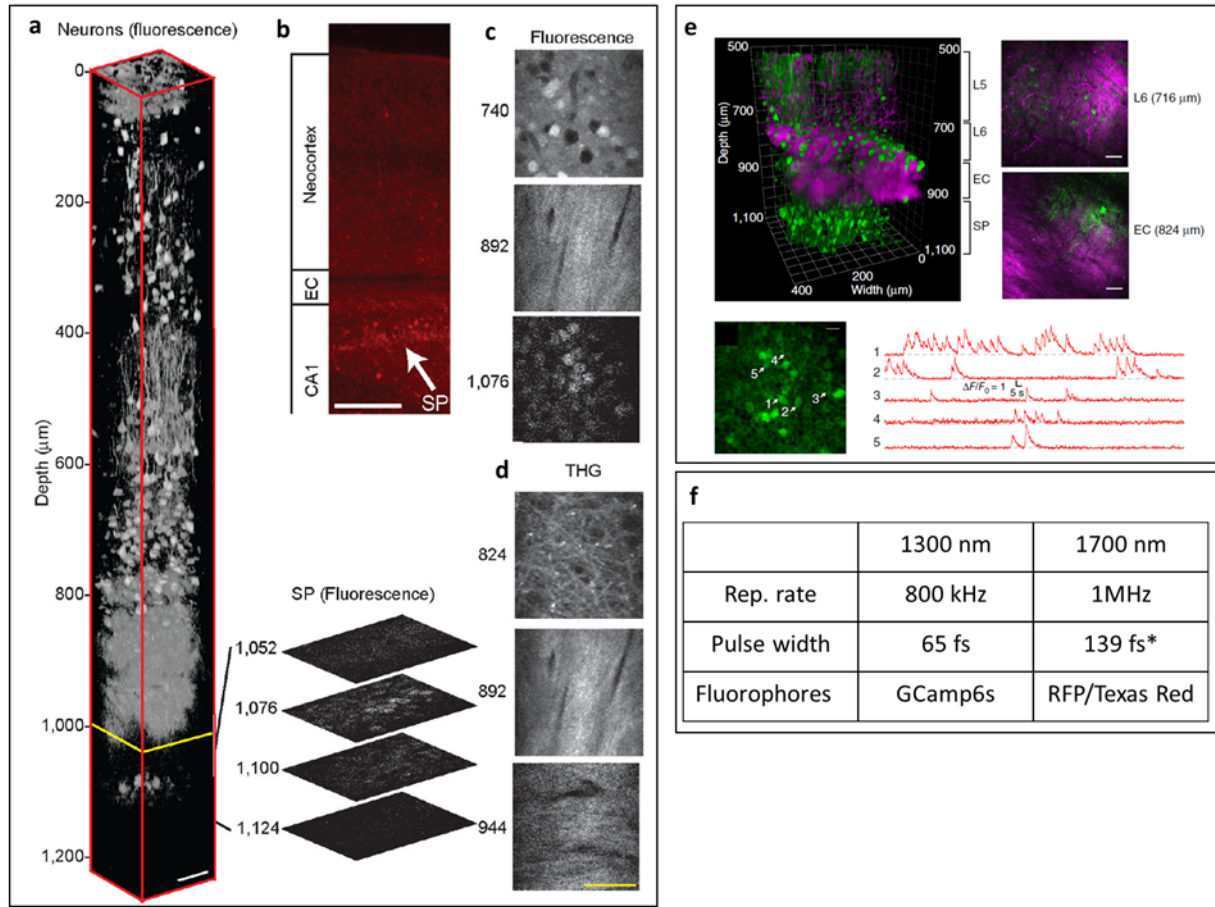 a
Neurons (fluorescence)
0
200
400
600
800
1,000
1,200
Depth (μm)
b
Neocortex
EC
CA1
SP
c
Fluorescence
740
892
1,076
SP (Fluorescence)
1,052
1,076
1,100
1,124
d
THG
824
892
944
e
500
700
900
1,100
Depth (μm)
500
700
900
1,100
0
200
400
Width (μm)
L5
L6
EC
SP
L6 (716 μm)
EC (824 μm)
4
5
1
2
3
1
2
3
4
5
ΔF/F₀ = 1
5 s
f
1300 nm 1700 nm
Rep. rate 800 kHz 1MHz
Pulse width 65 fs 139 fs*
Fluorophores GCamp6s RFP/Texas Red